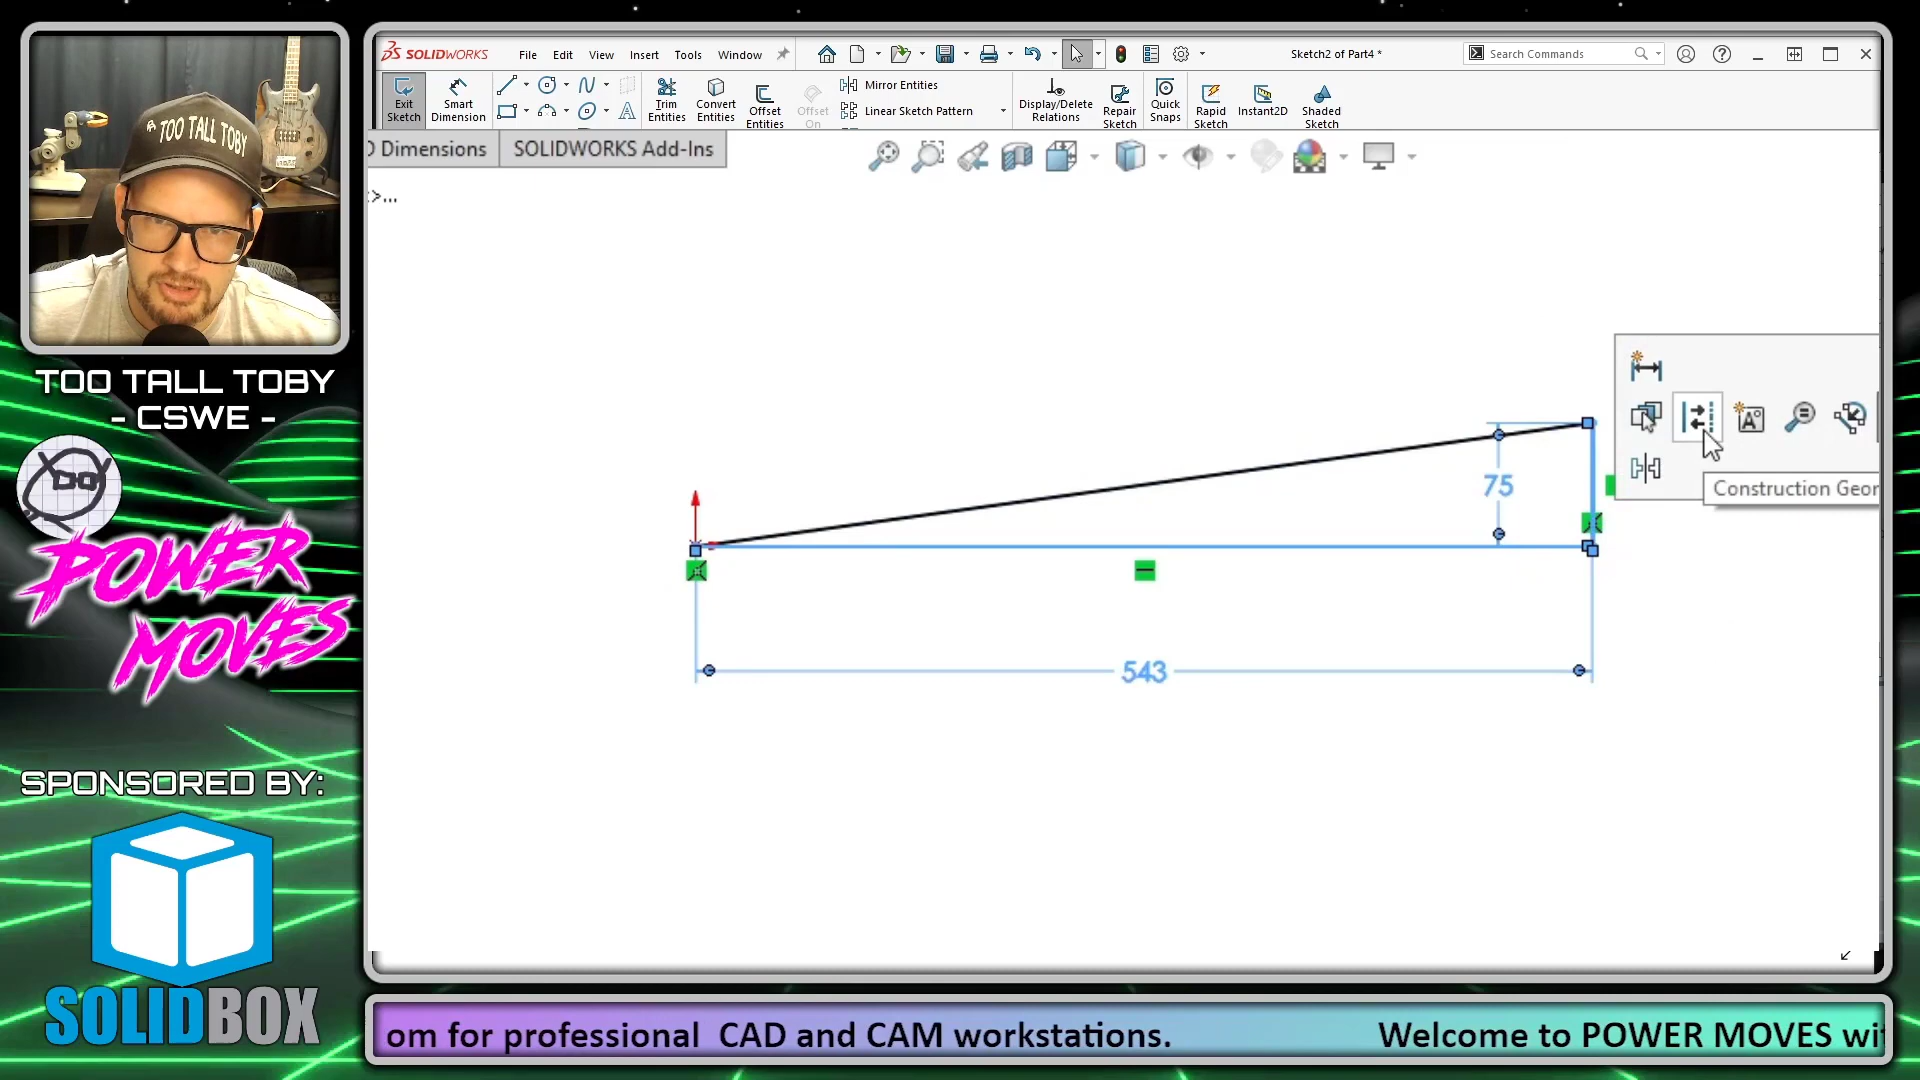 TOO TALL TOBY
TOO TALL TOBY
- CSWE -
POWER
MOVES
SPONSORED BY:
SOLIDBOX
SOLIDWORKS
File Edit View Insert Tools Window
Sketch2 of Part4 *
Search Commands
Exit Sketch
Smart Dimension
Trim Entities
Convert Entities
Offset Entities
Offset On
Mirror Entities
Linear Sketch Pattern
Display/Delete Relations
Repair Sketch
Quick Snaps
Rapid Sketch
Instant2D
Shaded Sketch
D Dimensions
SOLIDWORKS Add-Ins
>...
75
543
Construction Geor
om for professional CAD and CAM workstations. Welcome to POWER MOVES wi